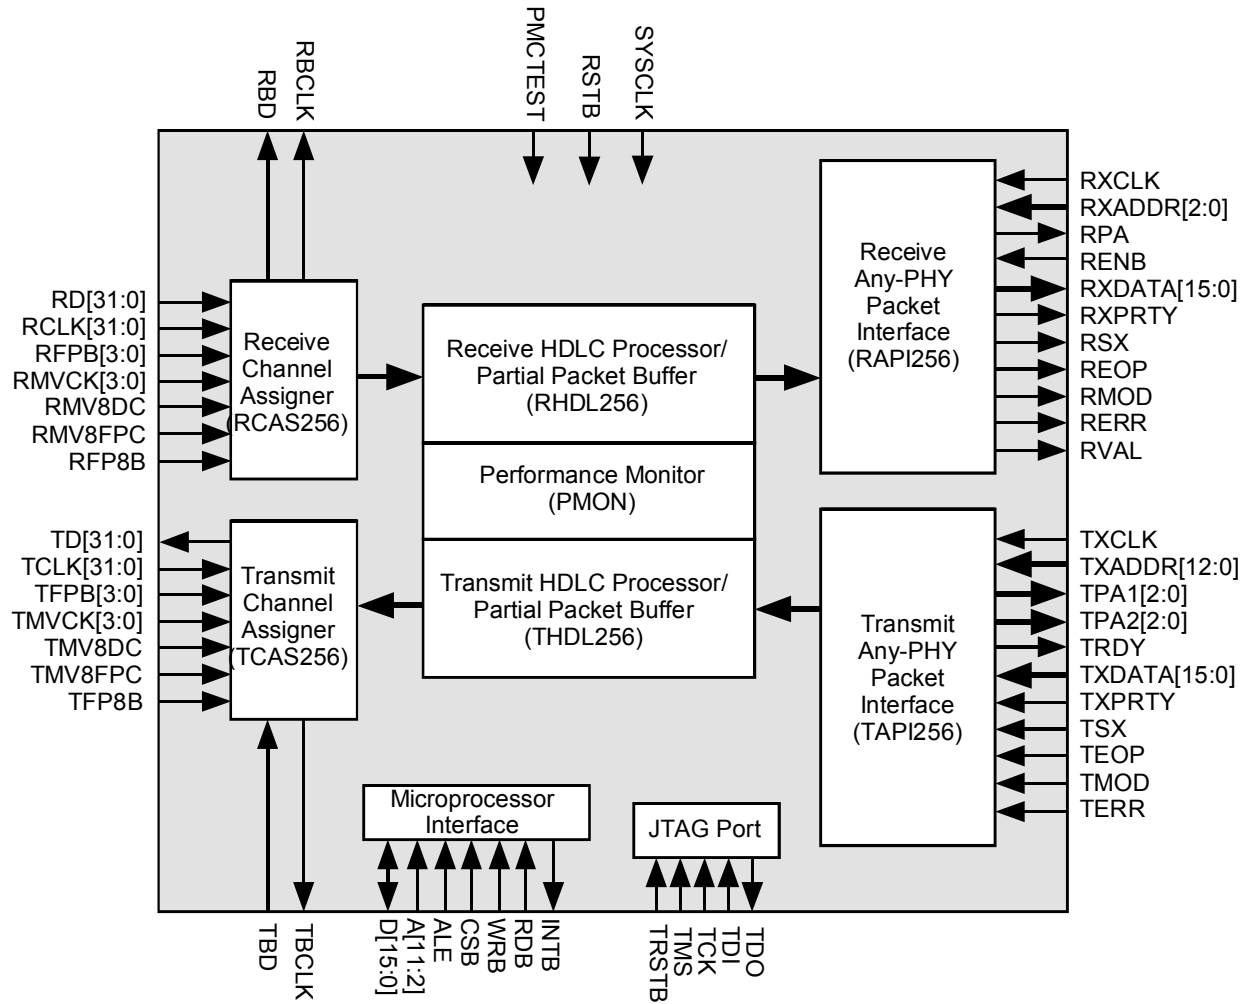 RBD
RBCLK
PMCTEST
RSTB
SYSCLK
RD[31:0]
RCLK[31:0]
RFPB[3:0]
RMVCK[3:0]
RMV8DC
RMV8FPC
RFP8B
Receive
Channel
Assigner
(RCAS256)
Receive HDLC Processor/
Partial Packet Buffer
(RHDL256)
Performance Monitor
(PMON)
Transmit HDLC Processor/
Partial Packet Buffer
(THDL256)
Receive
Any-PHY
Packet
Interface
(RAPI256)
RXCLK
RXADDR[2:0]
RPA
RENB
RXDATA[15:0]
RXPRTY
RSX
REOP
RMOD
RERR
RVAL
TD[31:0]
TCLK[31:0]
TFPB[3:0]
TMVCK[3:0]
TMV8DC
TMV8FPC
TFP8B
Transmit
Channel
Assigner
(TCAS256)
Transmit
Any-PHY
Packet
Interface
(TAPI256)
TXCLK
TXADDR[12:0]
TPA1[2:0]
TPA2[2:0]
TRDY
TXDATA[15:0]
TXPRTY
TSX
TEOP
TMOD
TERR
Microprocessor
Interface
JTAG Port
TBD
TBCLK
D[15:0]
A[11:2]
ALE
CSB
WRB
RDB
INTB
TRSTB
TMS
TCK
TDI
TDO